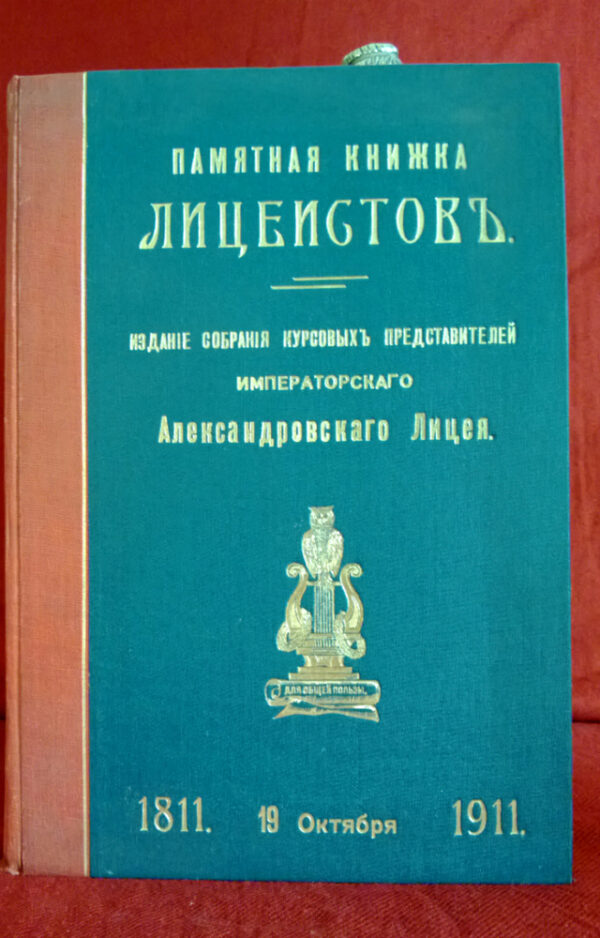 ПАМЯТНАЯ КНИЖКА
ЛИЦЕИСТОВЪ.
ИЗДАНІЕ СОБРАНІЯ КУРСОВЫХЪ ПРЕДСТАВИТЕЛЕЙ
ИМПЕРАТОРСКАГО
Александровскаго Лицея.
ДЛЯ ОБЩЕЙ ПОЛЬЗЫ.
1811. 19 Октября 1911.